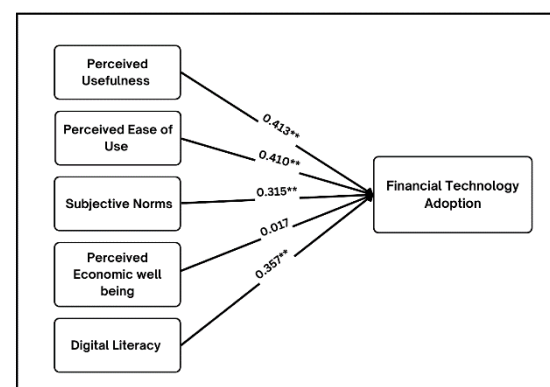 Perceived
Usefulness
0.413**
Perceived Ease of
Use
0.410**
Subjective Norms
0.315**
Financial Technology
Adoption
Perceived
Economic well
being
0.017
Digital Literacy
0.357**